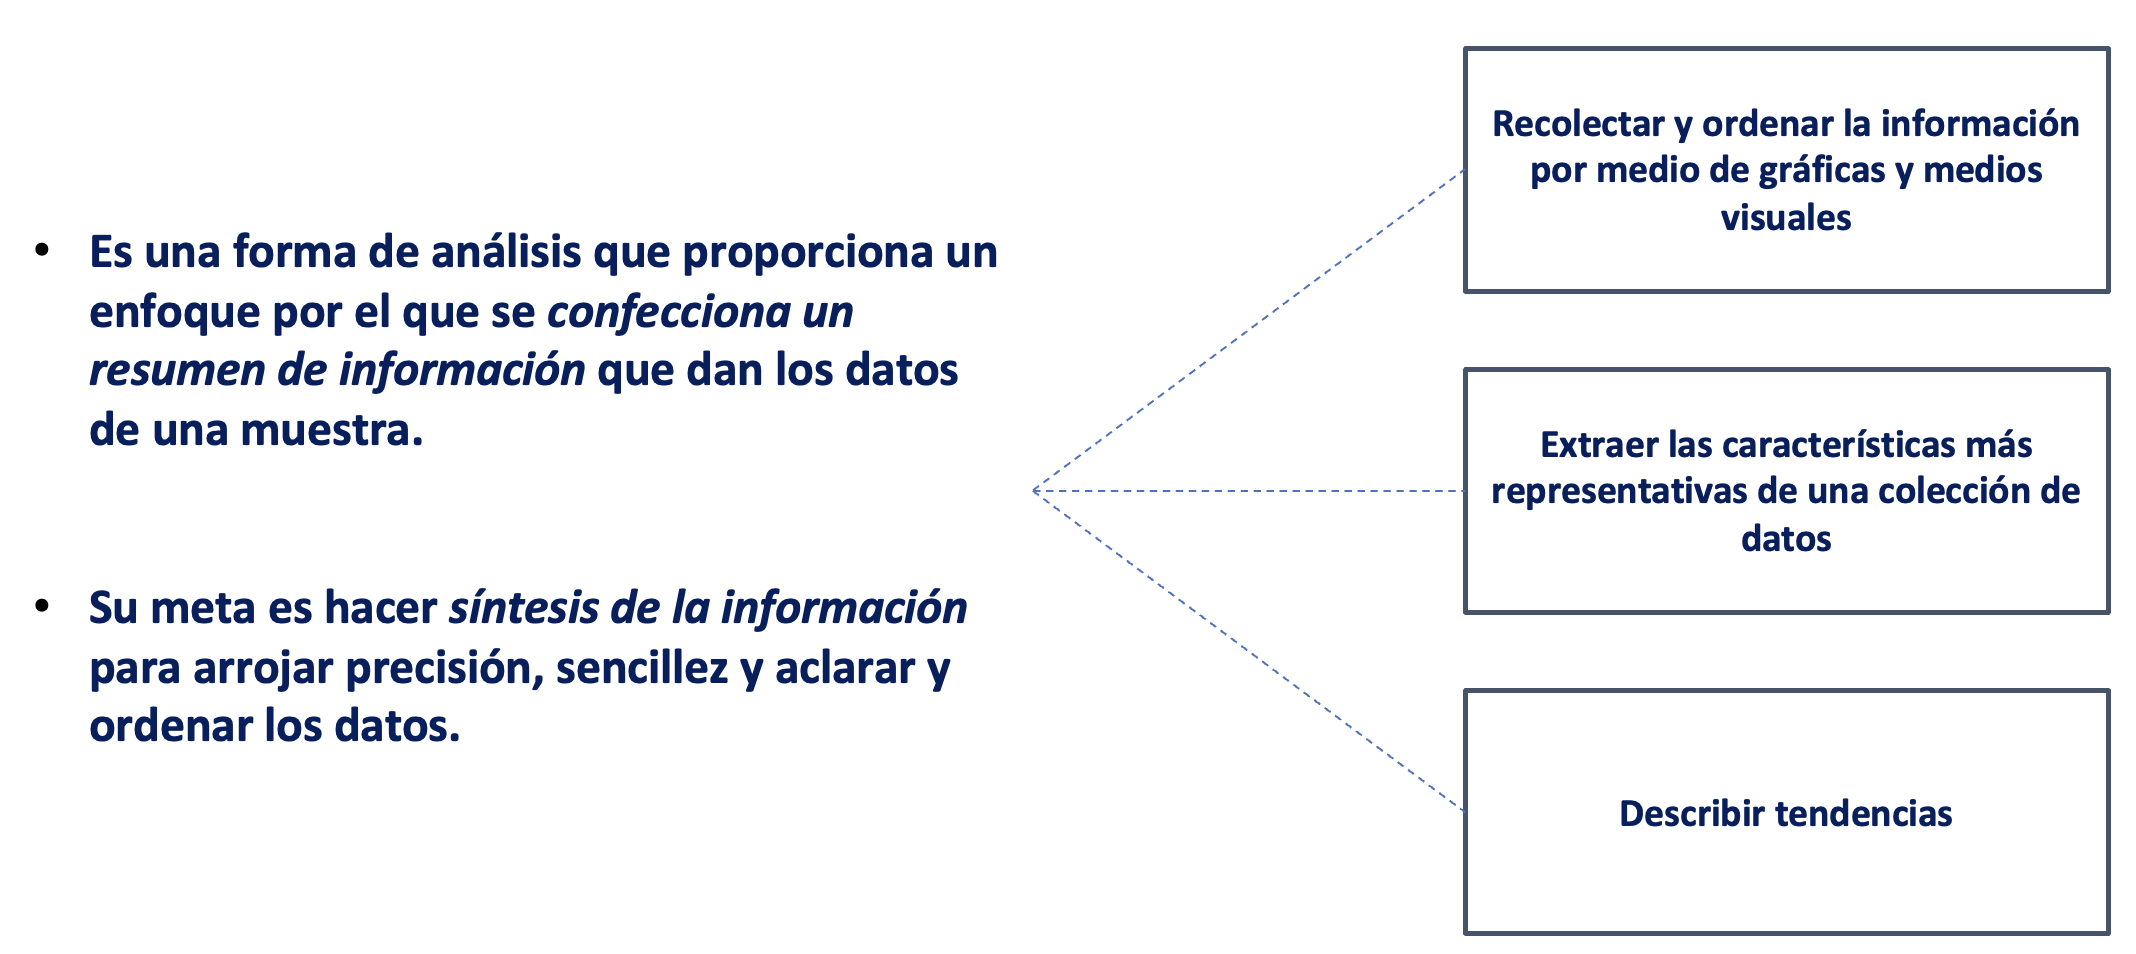 • Es una forma de análisis que proporciona un
enfoque por el que se confecciona un
resumen de información que dan los datos
de una muestra.
• Su meta es hacer síntesis de la información
para arrojar precisión, sencillez y aclarar y
ordenar los datos.
Recolectar y ordenar la información
por medio de gráficas y medios
visuales
Extraer las característicasmás
representativas de una colección de
datos
Describir tendencias